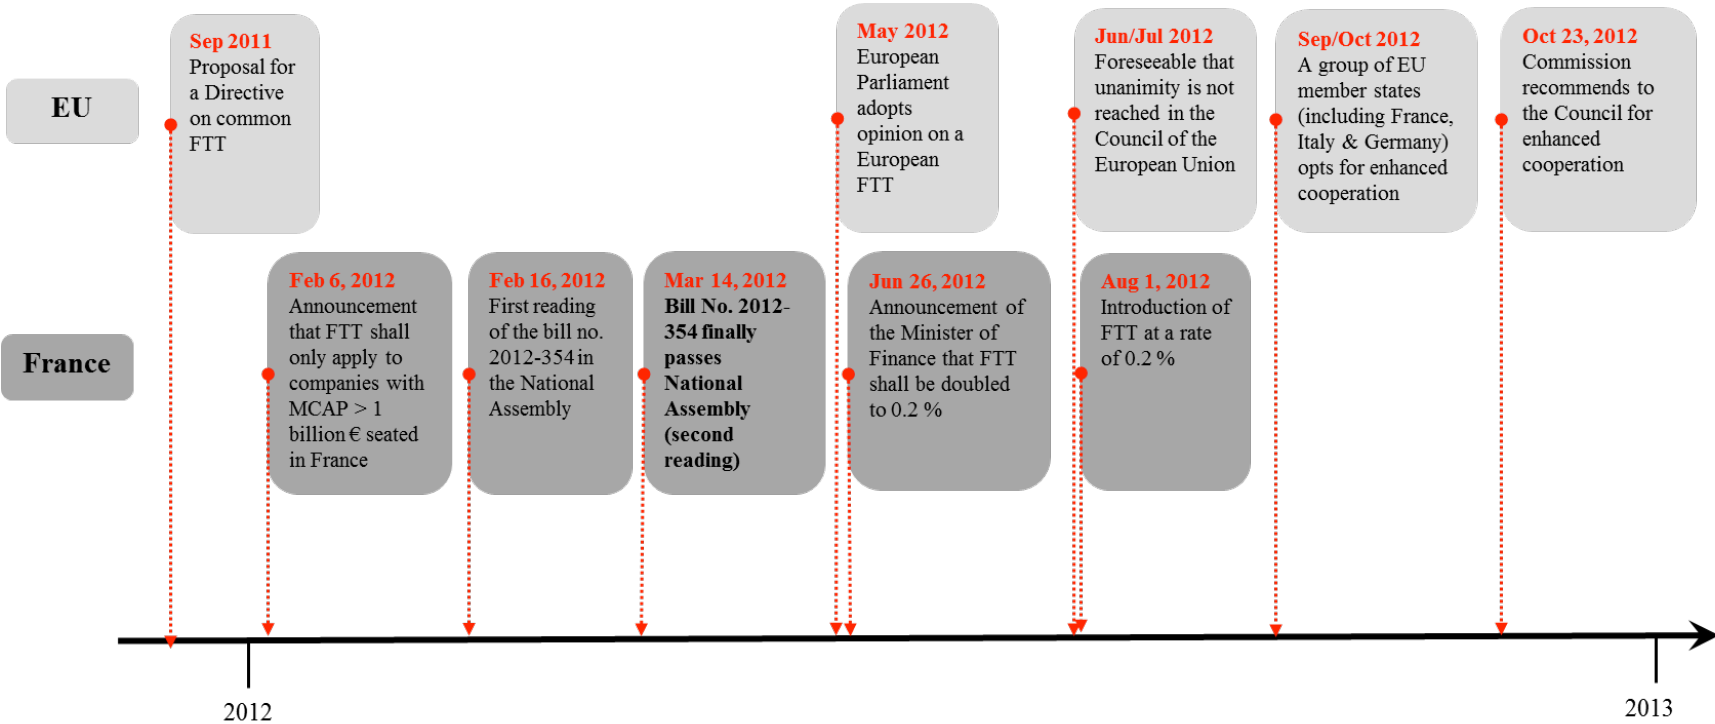 EU
Sep 2011
Proposal for
a Directive
on common
FTT
May 2012
European
Parliament
adopts
opinion on a
European
FTT
Jun/Jul 2012
Foreseeable that
unanimity is not
reached in the
Council of the
European Union
Sep/Oct 2012
A group of EU
member states
(including France,
Italy & Germany)
opts for enhanced
cooperation
Oct 23, 2012
Commission
recommends to
the Council for
enhanced
cooperation
France
Feb 6, 2012
Announcement
that FTT shall
only apply to
companies with
MCAP > 1
billion € seated
in France
Feb 16, 2012
First reading
of the bill no.
2012-354 in
the National
Assembly
Mar 14, 2012
Bill No. 2012-
354 finally
passes
National
Assembly
(second
reading)
Jun 26, 2012
Announcement of
the Minister of
Finance that FTT
shall be doubled
to 0.2 %
Aug 1, 2012
Introduction of
FTT at a rate
of 0.2 %
2012
2013